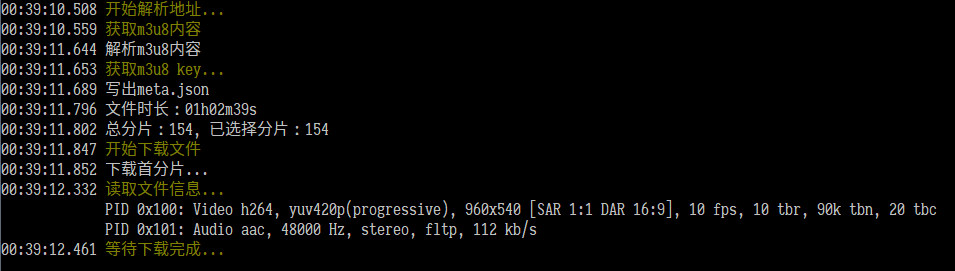 00:39:10.508 开始解析地址...
00:39:10.559 获取m3u8内容
00:39:11.644 解析m3u8内容
00:39:11.653 获取m3u8 key...
00:39:11.689 写出meta.json
00:39:11.796 文件时长：01h02m39s
00:39:11.802 总分片：154, 已选择分片：154
00:39:11.847 开始下载文件
00:39:11.852 下载首分片...
00:39:12.332 读取文件信息...
PID 0x100: Video h264, yuv420p(progressive), 960x540 [SAR 1:1 DAR 16:9], 10 fps, 10 tbr, 90k tbn, 20 tbc
PID 0x101: Audio aac, 48000 Hz, stereo, fltp, 112 kb/s
00:39:12.461 等待下载完成...